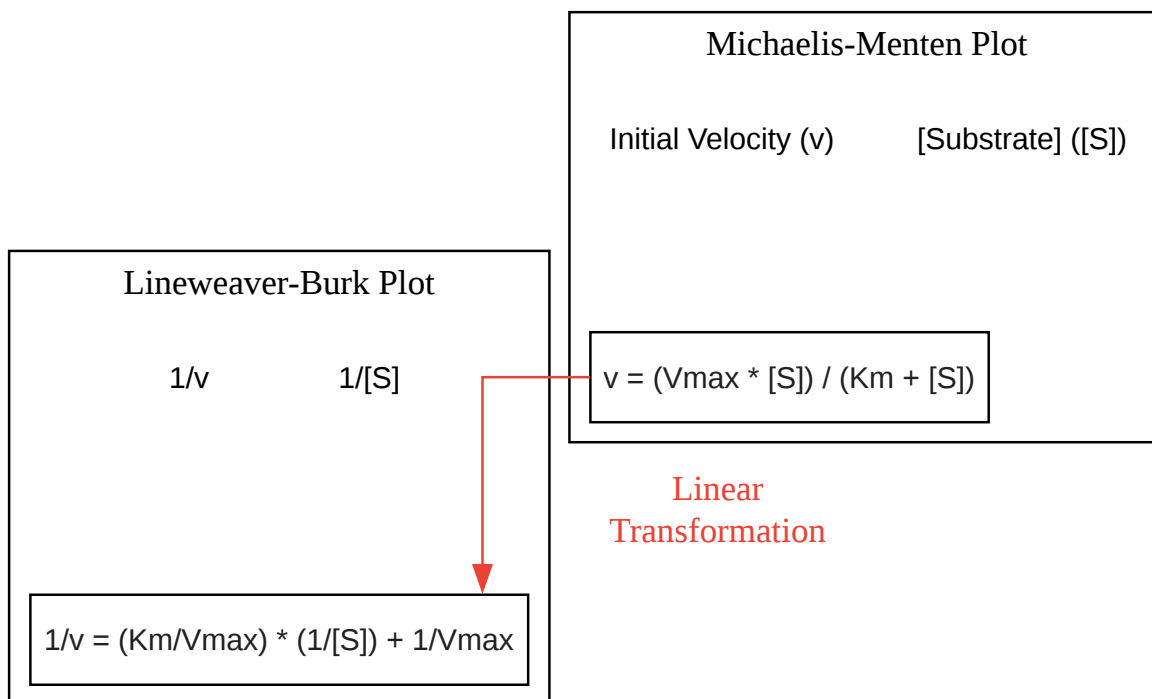 Michaelis-Menten Plot
Initial Velocity (v) [Substrate] ([S])
Lineweaver-Burk Plot
1/v 1/[S]
v = (Vmax * [S]) / (Km + [S])
Linear
Transformation
1/v = (Km/Vmax) * (1/[S]) + 1/Vmax